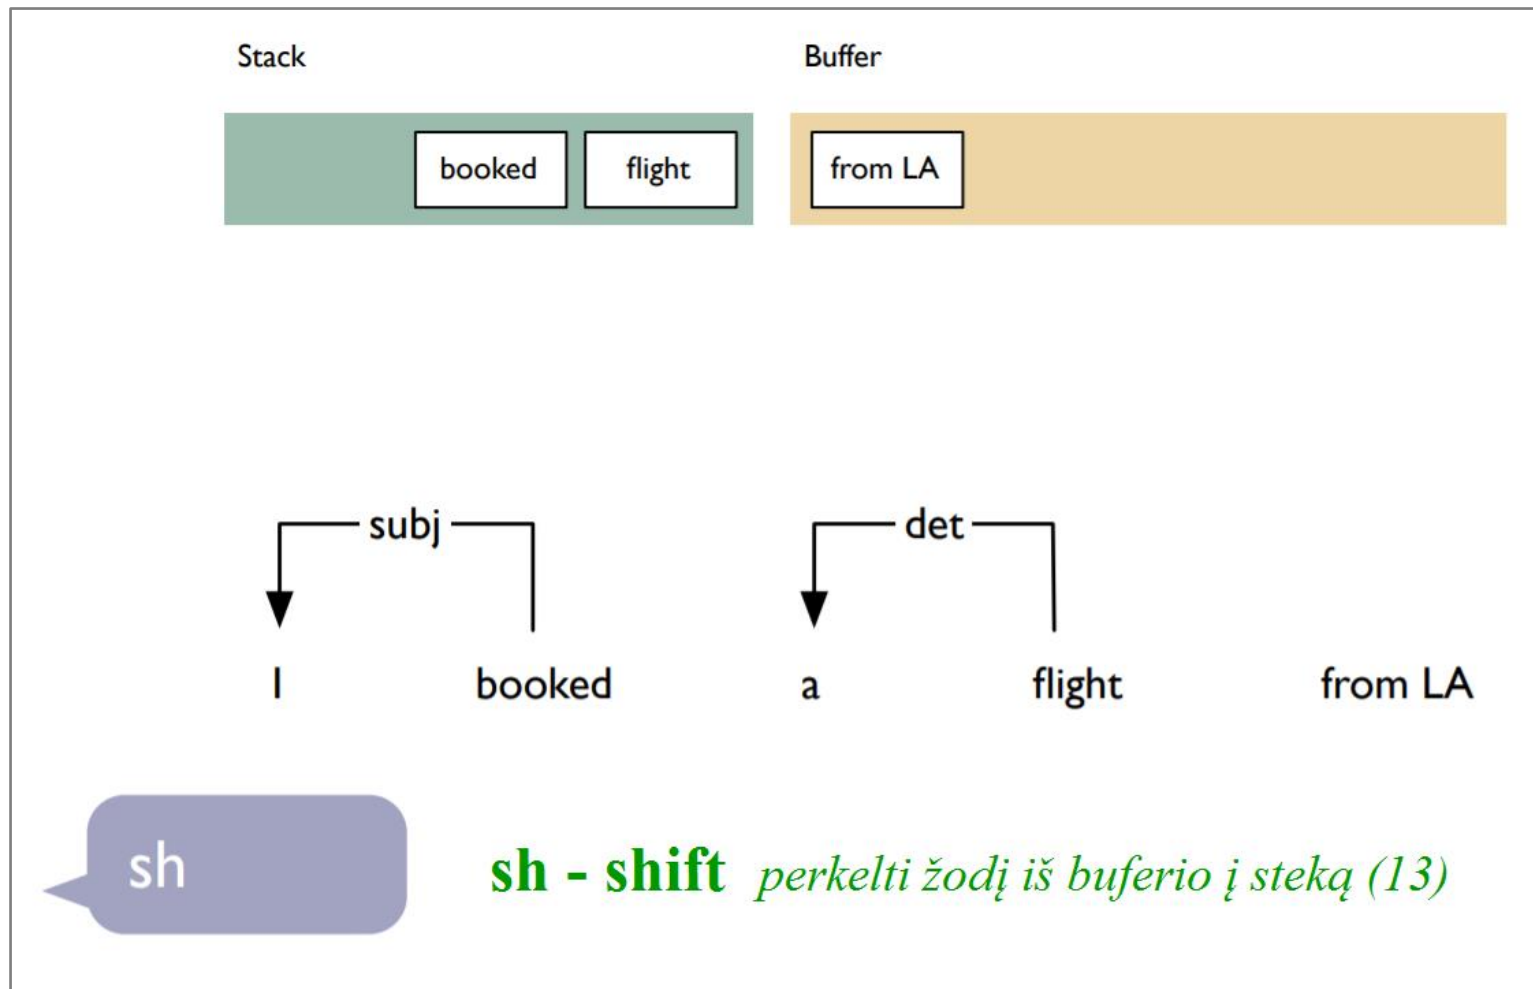 Stack Buffer
booked flight from LA
subj det
I booked a flight from LA
sh
sh - shift perkelti žodį iš buferio į steką (13)